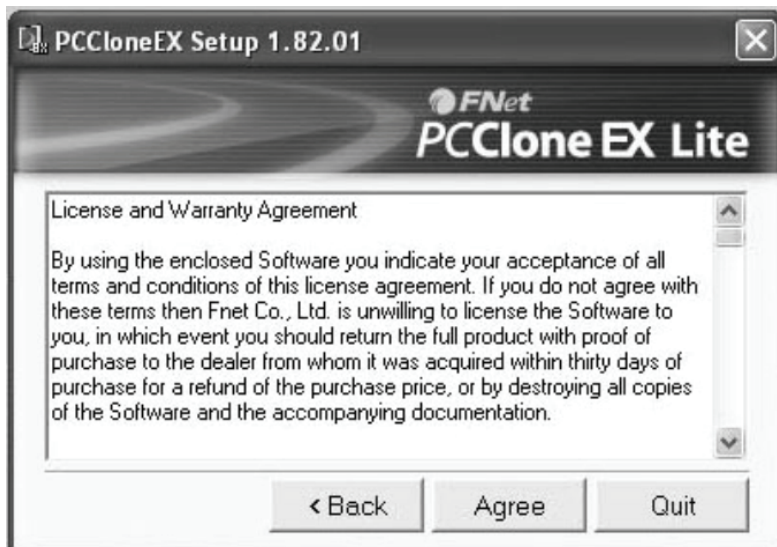 PCCloneEX Setup 1.82.01
FNet
PCClone EX Lite
License and Warranty Agreement
By using the enclosed Software you indicate your acceptance of all
terms and conditions of this license agreement. If you do not agree with
these terms then Fnet Co., Ltd. is unwilling to license the Software to
you, in which event you should return the full product with proof of
purchase to the dealer from whom it was acquired within thirty days of
purchase for a refund of the purchase price, or by destroying all copies
of the Software and the accompanying documentation.
< Back
Agree
Quit